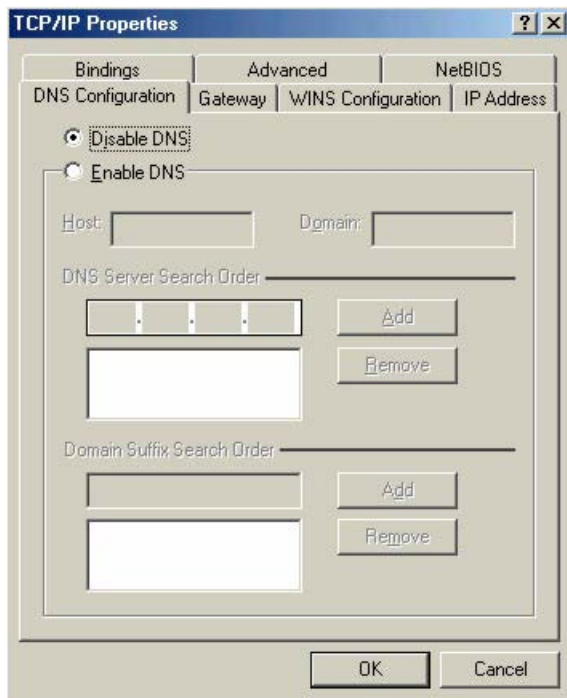 TCP/IP Properties
Bindings Advanced NetBIOS
DNS Configuration Gateway WINS Configuration IP Address
Disable DNS
Enable DNS
Host: Domain:
DNS Server Search Order
. . . Add
Remove
Domain Suffix Search Order
Add
Remove
OK Cancel